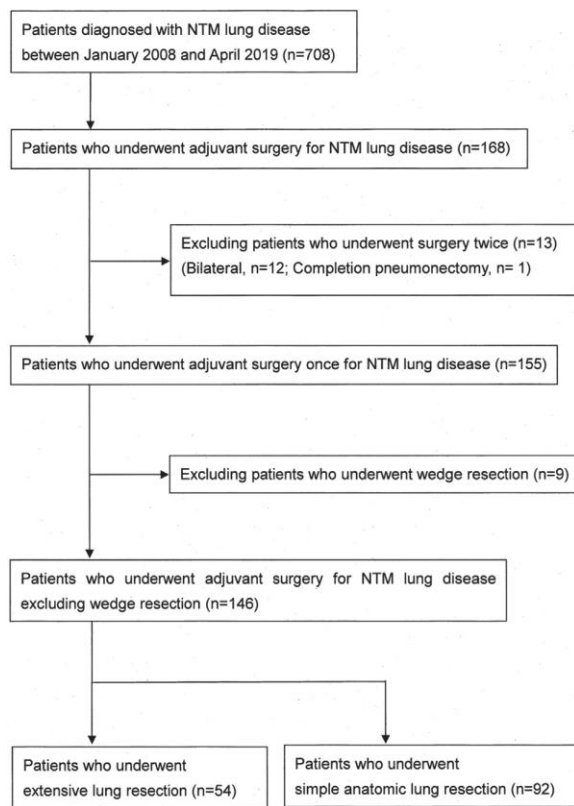 Patients diagnosed with NTM lung disease
between January 2008 and April 2019 (n=708)
Patients who underwent adjuvant surgery for NTM lung disease (n=168)
Excluding patients who underwent surgery twice (n=13)
(Bilateral, n=12; Completion pneumonectomy, n= 1)
Patients who underwent adjuvant surgery once for NTM lung disease (n=155)
Excluding patients who underwent wedge resection (n=9)
Patients who underwent adjuvant surgery for NTM lung disease
excluding wedge resection (n=146)
Patients who underwent
extensive lung resection (n=54)
Patients who underwent
simple anatomic lung resection (n=92)